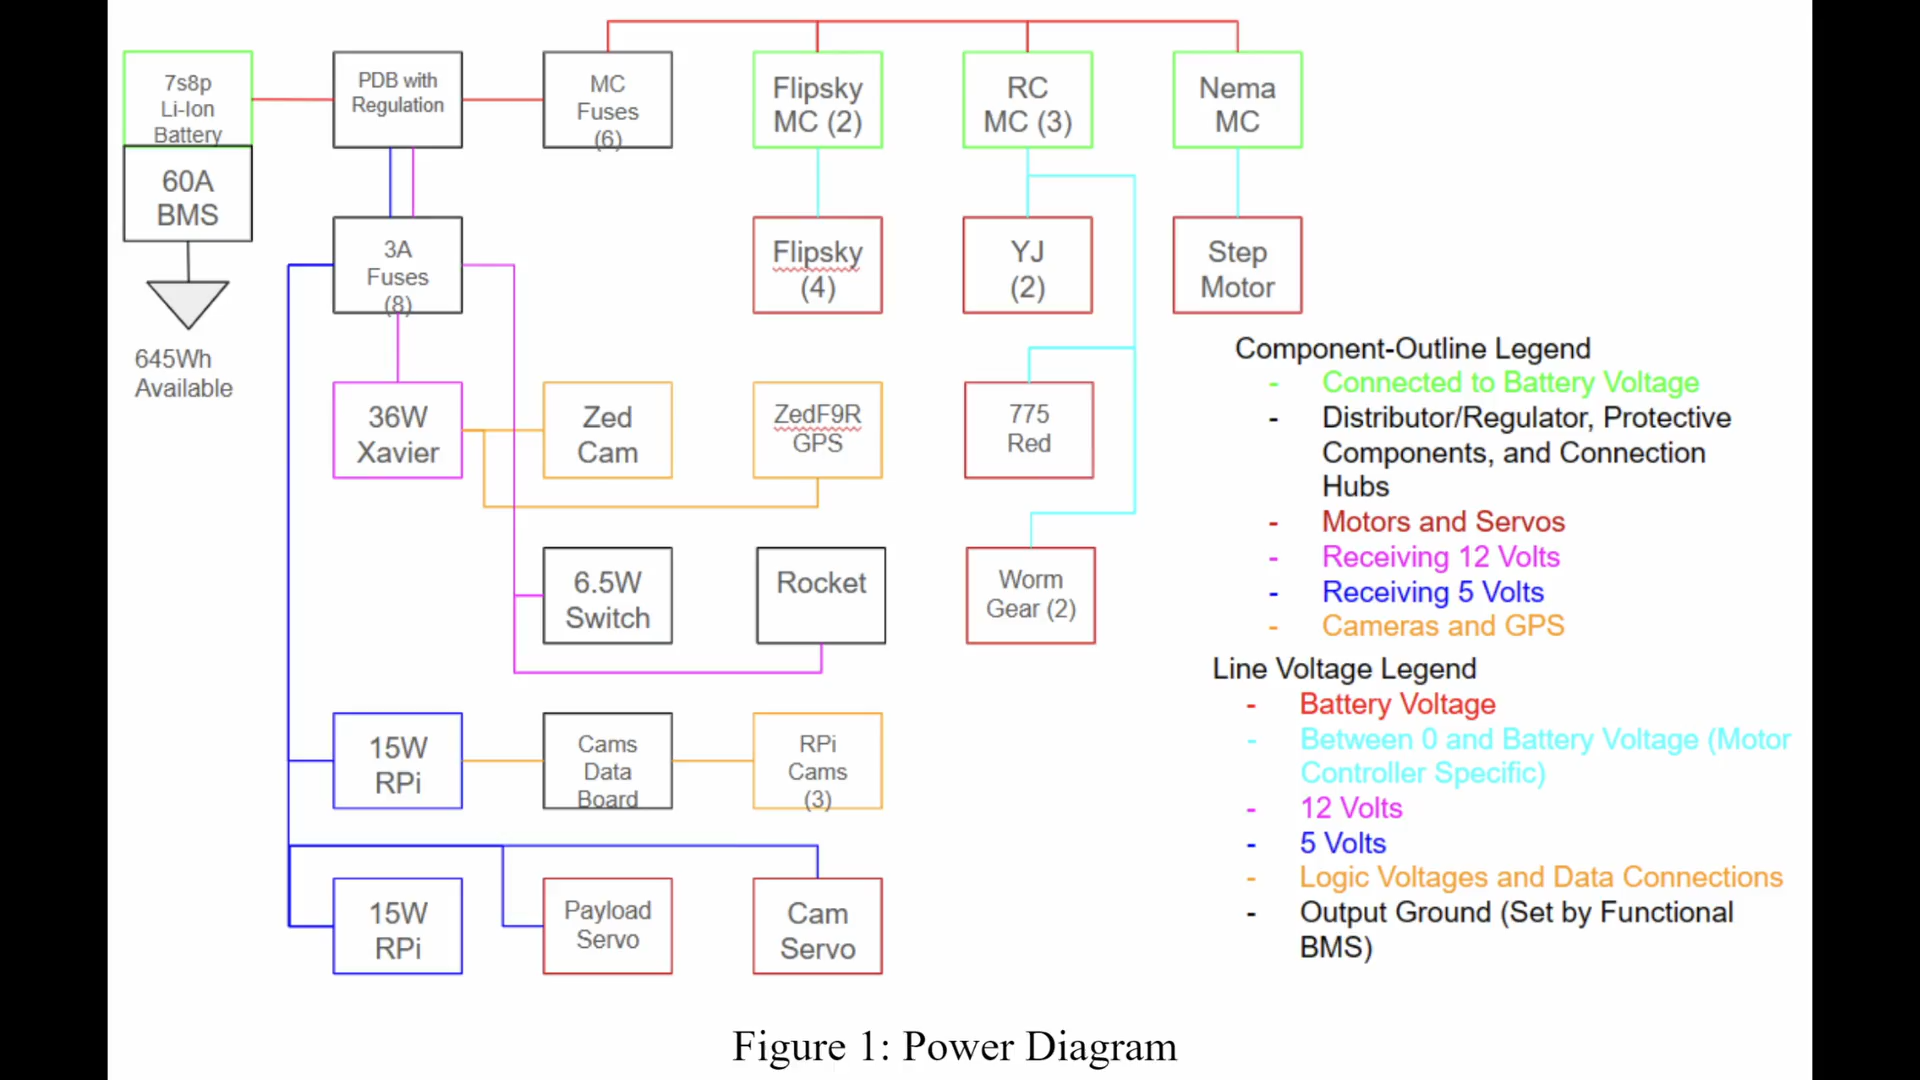 7s8p
Li-Ion
Battery
60A
BMS
645Wh
Available
PDB with
Regulation
MC
Fuses
(6)
Flipsky
MC (2)
RC
MC (3)
Nema
MC
3A
Fuses
(8)
Flipsky
(4)
YJ
(2)
Step
Motor
36W
Xavier
Zed
Cam
ZedF9R
GPS
775
Red
6.5W
Switch
Rocket
Worm
Gear (2)
15W
RPi
Cams
Data
Board
RPi
Cams
(3)
15W
RPi
Payload
Servo
Cam
Servo
Component-Outline Legend
- Connected to Battery Voltage
- Distributor/Regulator, Protective
Components, and Connection
Hubs
- Motors and Servos
- Receiving 12 Volts
- Receiving 5 Volts
- Cameras and GPS
Line Voltage Legend
- Battery Voltage
- Between 0 and Battery Voltage (Motor
Controller Specific)
- 12 Volts
- 5 Volts
- Logic Voltages and Data Connections
- Output Ground (Set by Functional
BMS)
Figure 1: Power Diagram